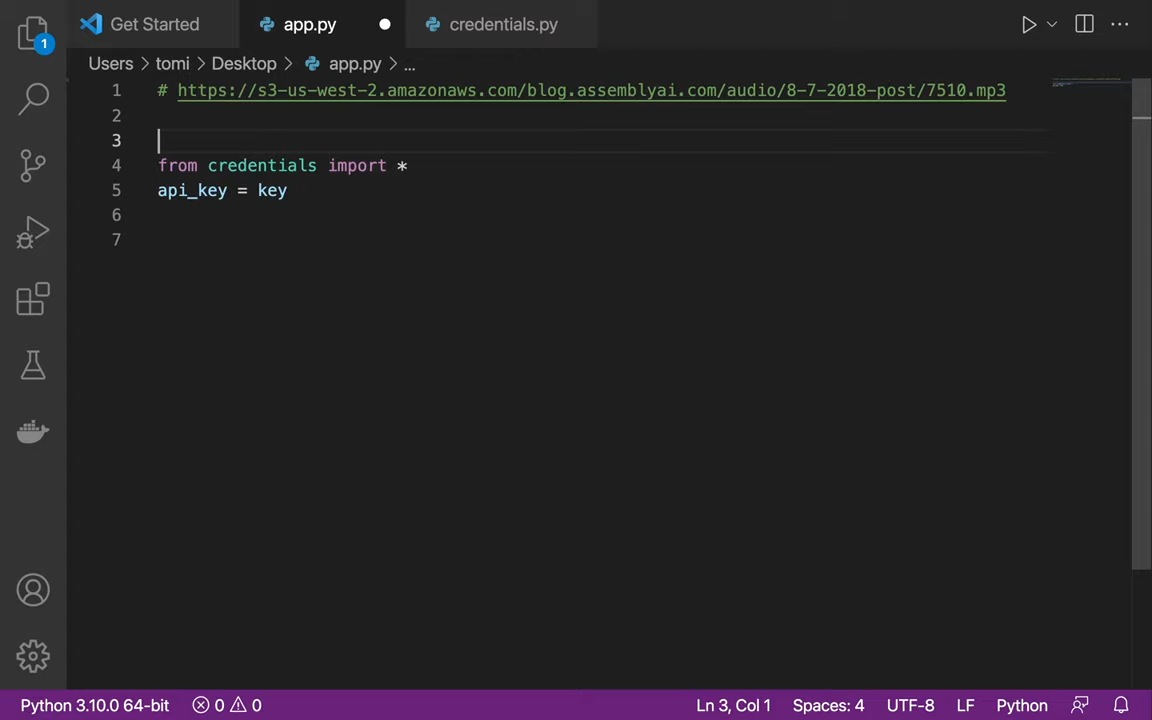 1
Get Started
app.py
credentials.py
Users > tomi > Desktop > app.py > ...
1 # https://s3-us-west-2.amazonaws.com/blog.assemblyai.com/audio/8-7-2018-post/7510.mp3
2
3
4 from credentials import *
5 api_key = key
6
7
Python 3.10.0 64-bit 0 0 Ln 3, Col 1 Spaces: 4 UTF-8 LF Python